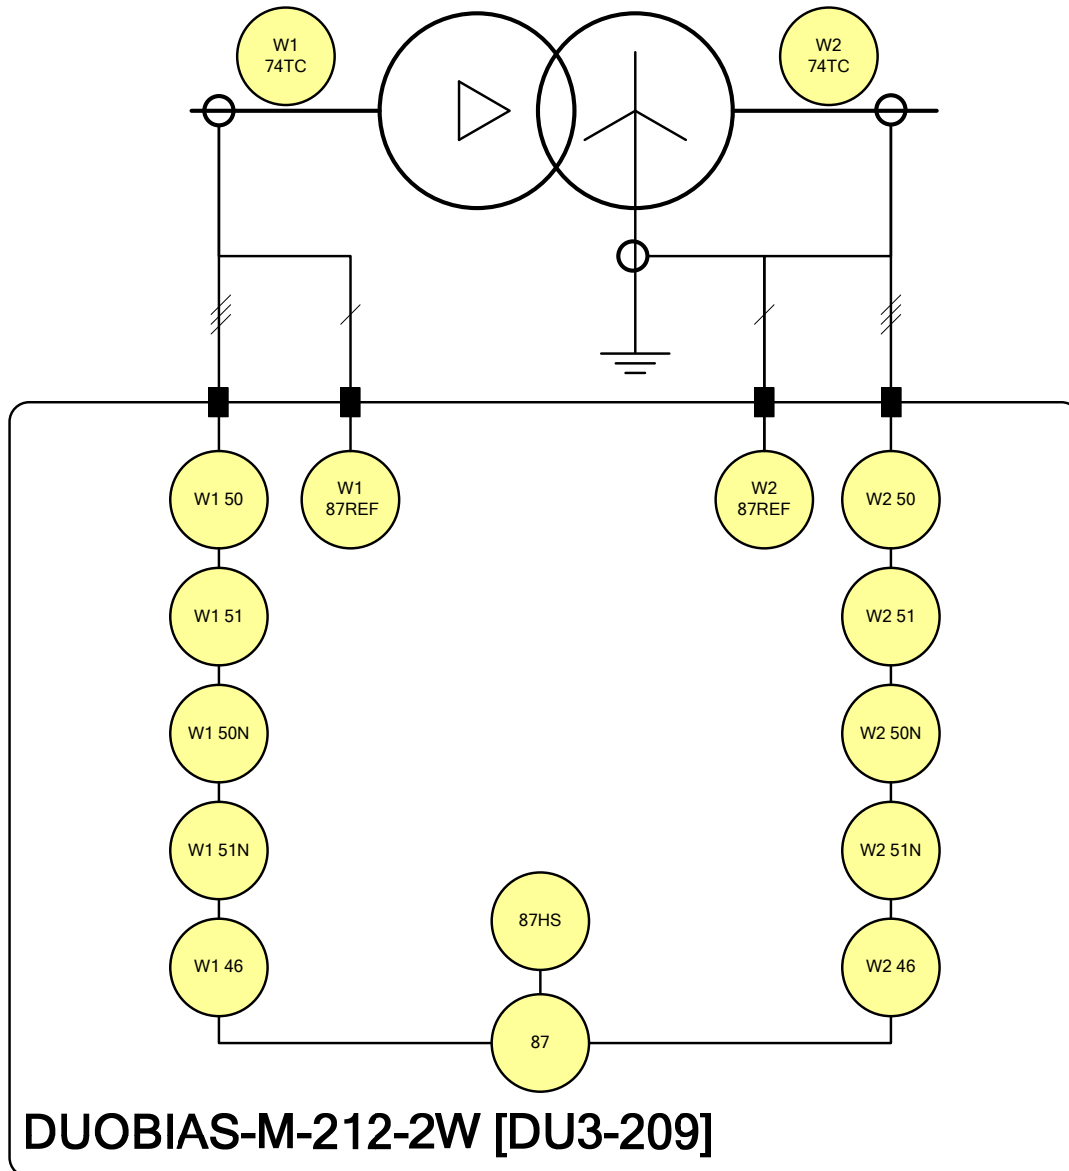 W1
74TC
W2
74TC
W1 50
W1
87REF
W2
87REF
W2 50
W1 51
W2 51
W1 50N
W2 50N
W1 51N
W2 51N
87HS
W1 46
W2 46
87
DUOBIAS-M-212-2W [DU3-209]